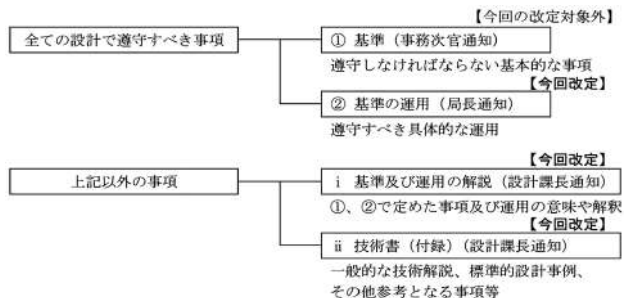 【今回の改定対象外】
全ての設計で遵守すべき事項
① 基準（事務次官通知）
遵守しなければならない基本的な事項
【今回改定】
② 基準の運用（局長通知）
遵守すべき具体的な運用
【今回改定】
上記以外の事項
ⅰ 基準及び運用の解説（設計課長通知）
①、②で定めた事項及び運用の意味や解釈
【今回改定】
ⅱ 技術書（付録）（設計課長通知）
一般的な技術解説、標準的設計事例、
その他参考となる事項等